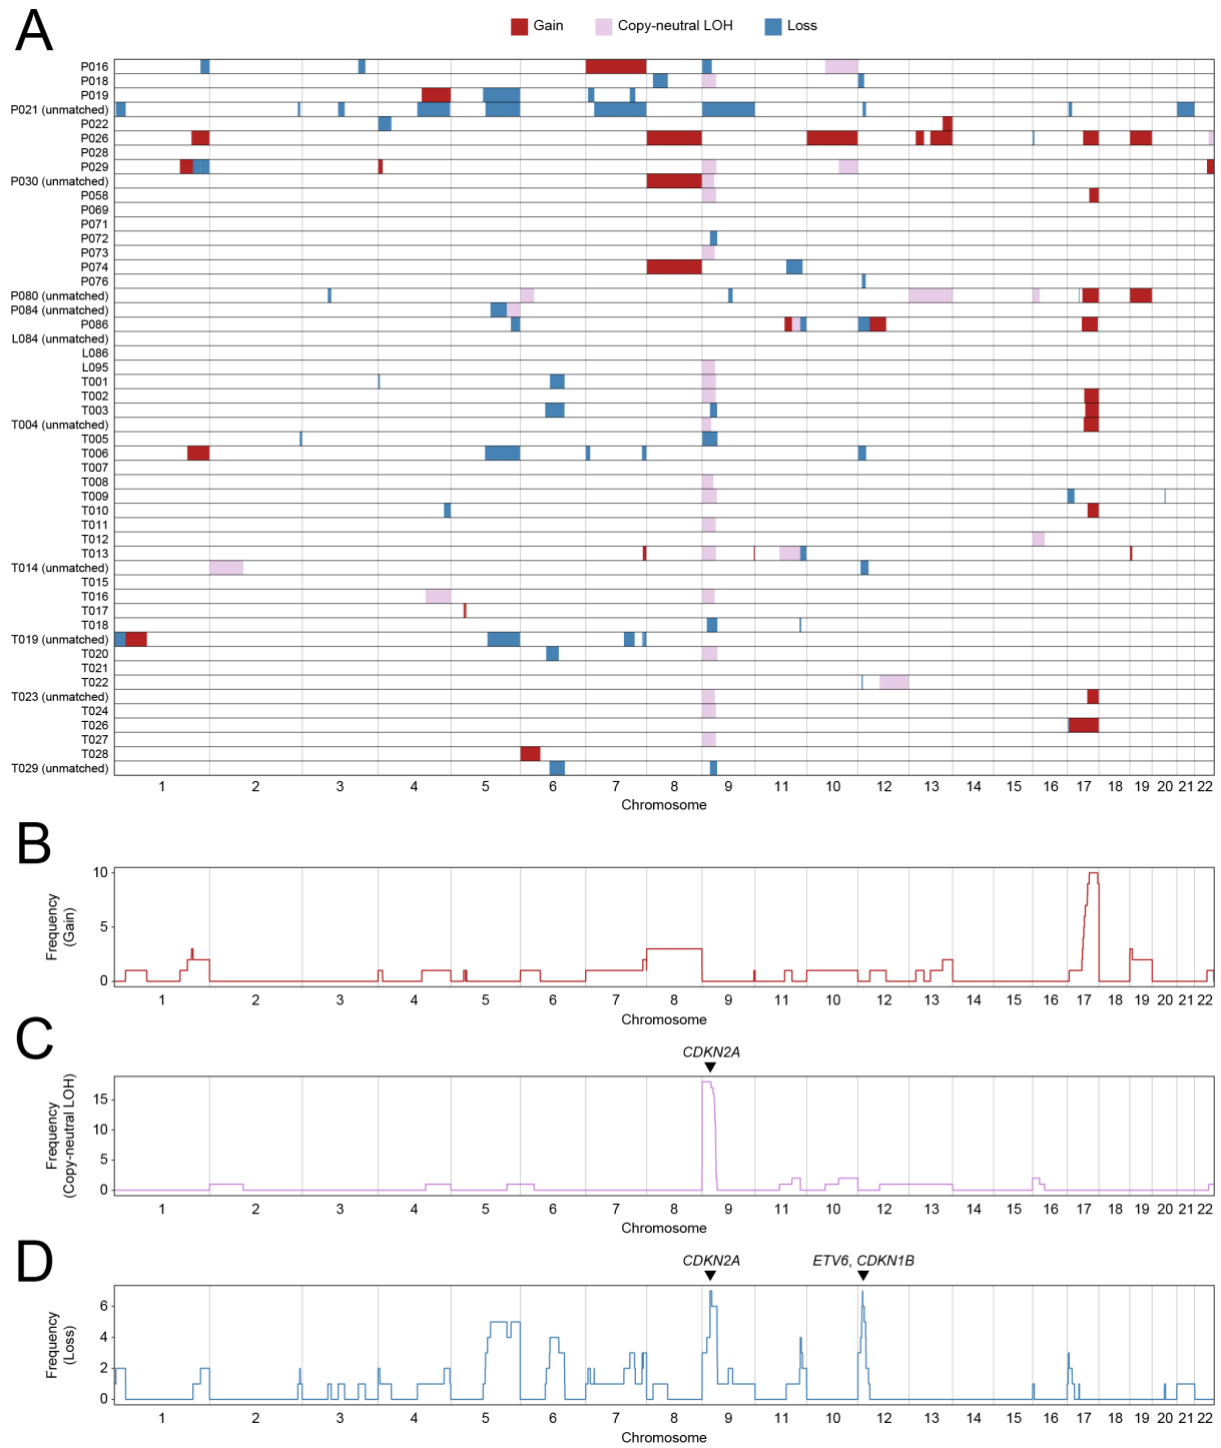 A
Gain Copy-neutral LOH Loss
P016
P018
P019
P021 (unmatched)
P022
P026
P028
P029
P030 (unmatched)
P058
P069
P071
P072
P073
P074
P076
P080 (unmatched)
P084 (unmatched)
P086
L084 (unmatched)
L086
L095
T001
T002
T003
T004 (unmatched)
T005
T006
T007
T008
T009
T010
T011
T012
T013
T014 (unmatched)
T015
T016
T017
T018
T019 (unmatched)
T020
T021
T022
T023 (unmatched)
T024
T026
T027
T028
T029 (unmatched)
1 2 3 4 5 6 7 8 9 11 10 12 13 14 15 16 17 18 19 20 21 22
Chromosome
B
Frequency
(Gain)
10
5
0
1 2 3 4 5 6 7 8 9 11 10 12 13 14 15 16 17 18 19 20 21 22
Chromosome
C
CDKN2A
Frequency
(Copy-neutral LOH)
15
10
5
0
1 2 3 4 5 6 7 8 9 11 10 12 13 14 15 16 17 18 19 20 21 22
Chromosome
D
CDKN2A ETV6, CDKN1B
Frequency
(Loss)
6
4
2
0
1 2 3 4 5 6 7 8 9 11 10 12 13 14 15 16 17 18 19 20 21 22
Chromosome